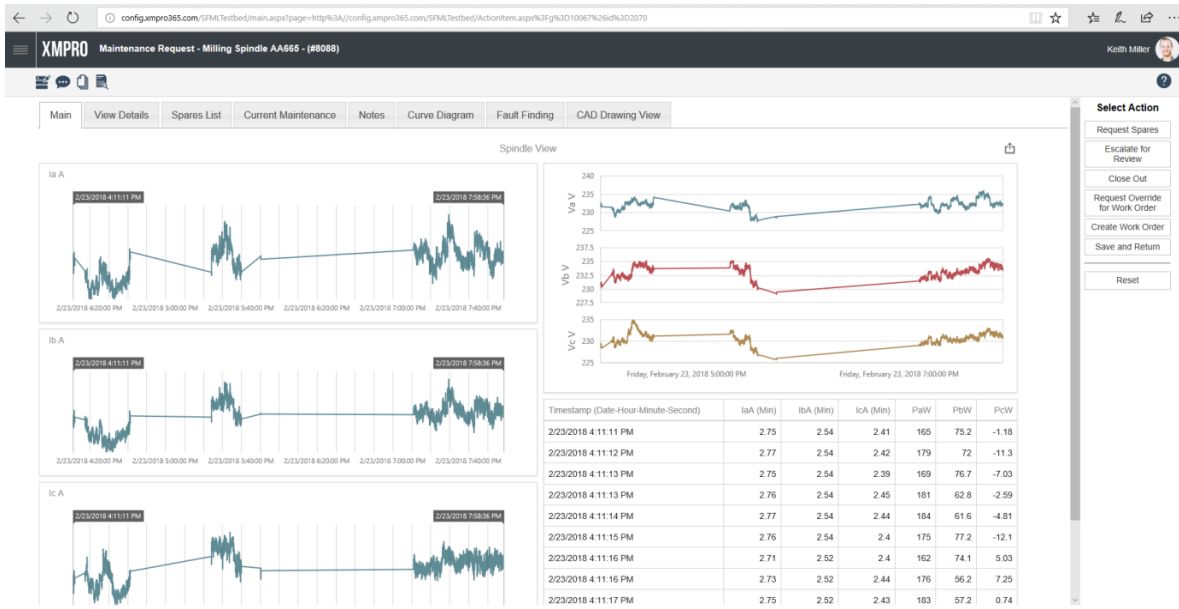 config.xmpro365.com/SFMLTestbed/main.aspx?page=http%3A//config.xmpro365.com/SFMLTestbed/ActionItem.aspx%3Fg%3D10067%26id%3D2070
XMPRO Maintenance Request - Milling Spindle AA665 - (#8088) Keith Miller
Main View Details Spares List Current Maintenance Notes Curve Diagram Fault Finding CAD Drawing View
Spindle View
Ia A
2/23/2018 4:11:11 PM 2/23/2018 7:58:36 PM
2/23/2018 4:20:00 PM 2/23/2018 5:00:00 PM 2/23/2018 5:40:00 PM 2/23/2018 6:20:00 PM 2/23/2018 7:00:00 PM 2/23/2018 7:40:00 PM
Ib A
2/23/2018 4:11:11 PM 2/23/2018 7:58:36 PM
2/23/2018 4:20:00 PM 2/23/2018 5:00:00 PM 2/23/2018 5:40:00 PM 2/23/2018 6:20:00 PM 2/23/2018 7:00:00 PM 2/23/2018 7:40:00 PM
Ic A
2/23/2018 4:11:11 PM 2/23/2018 7:58:36 PM
240
235
230
225
Va V
237.5
235
232.5
230
227.5
Vb V
235
230
225
Vc V
Friday, February 23, 2018 5:00:00 PM Friday, February 23, 2018 7:00:00 PM
Timestamp (Date-Hour-Minute-Second) IaA (Min) IbA (Min) IcA (Min) PaW PbW PcW
2/23/2018 4:11:11 PM 2.75 2.54 2.41 165 75.2 -1.18
2/23/2018 4:11:12 PM 2.77 2.54 2.42 179 72 -11.3
2/23/2018 4:11:13 PM 2.75 2.54 2.39 169 76.7 -7.03
2/23/2018 4:11:13 PM 2.76 2.54 2.45 181 62.8 -2.59
2/23/2018 4:11:14 PM 2.77 2.54 2.44 184 61.6 -4.81
2/23/2018 4:11:15 PM 2.76 2.54 2.4 175 77.2 -12.1
2/23/2018 4:11:16 PM 2.71 2.52 2.4 162 74.1 5.03
2/23/2018 4:11:16 PM 2.73 2.52 2.44 176 56.2 7.25
2/23/2018 4:11:17 PM 2.75 2.52 2.43 183 57.2 0.74
Select Action
Request Spares
Escalate for
Review
Close Out
Request Override
for Work Order
Create Work Order
Save and Return
Reset